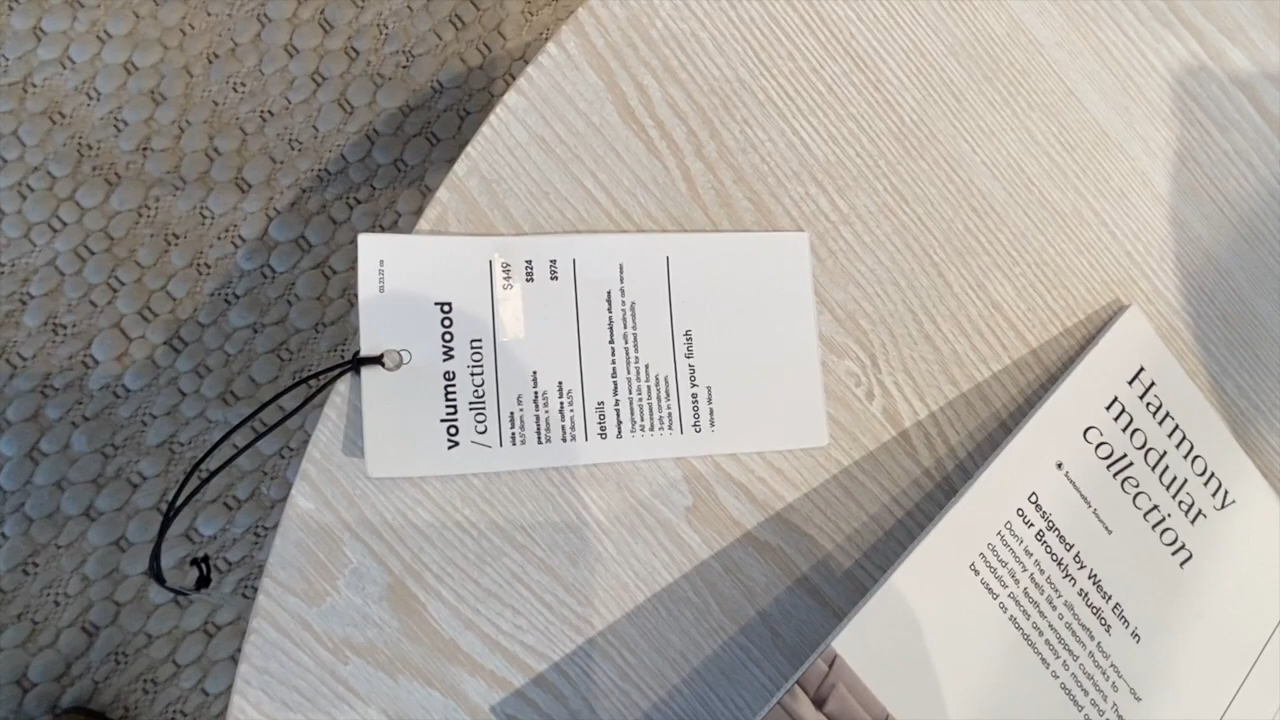 03.23.22 co
volume wood
/ collection
side table $449
16.5"diam. x 19"h
pedestal coffee table $824
30"diam. x 16.5"h
drum coffee table $974
36"diam. x 16.5"h
details
Designed by West Elm in our Brooklyn studios.
• Engineered wood wrapped with walnut or ash veneer.
• All wood is kiln dried for added durability.
• Recessed base frame.
• 3-ply construction.
• Made in Vietnam.
choose your finish
• Winter Wood
Harmony
modular
collection
Sustainably Sourced
Designed by West Elm in
our Brooklyn studios.
Don't let the boxy silhouette fool you—our
Harmony feels like a dream thanks to
cloud-like, feather-wrapped cushions. The
modular pieces are easy to move and
be used as standalones or added